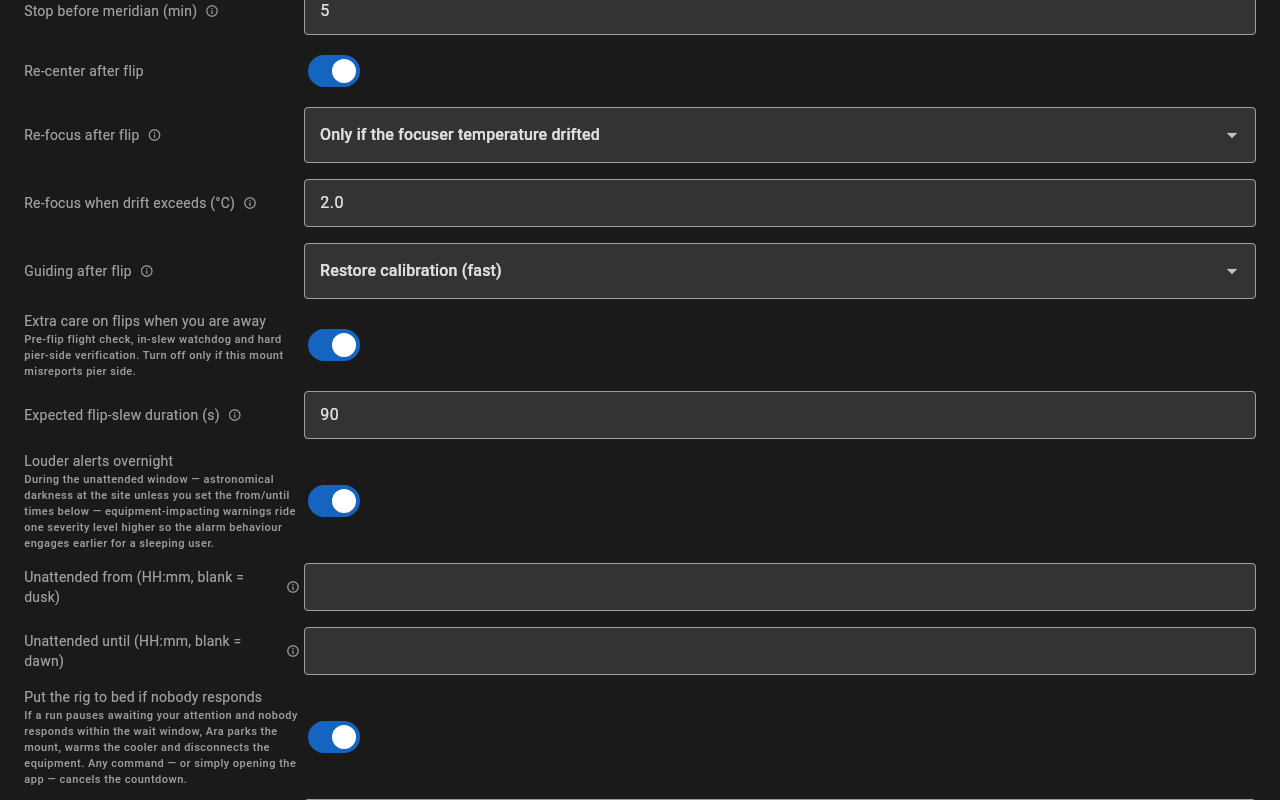 Stop before meridian (min)
5
Re-center after flip
Re-focus after flip
Only if the focuser temperature drifted
Re-focus when drift exceeds (°C)
2.0
Guiding after flip
Restore calibration (fast)
Extra care on flips when you are away
Pre-flip flight check, in-slew watchdog and hard
pier-side verification. Turn off only if this mount
misreports pier side.
Expected flip-slew duration (s)
90
Louder alerts overnight
During the unattended window — astronomical
darkness at the site unless you set the from/until
times below — equipment-impacting warnings ride
one severity level higher so the alarm behaviour
engages earlier for a sleeping user.
Unattended from (HH:mm, blank =
dusk)
Unattended until (HH:mm, blank =
dawn)
Put the rig to bed if nobody responds
If a run pauses awaiting your attention and nobody
responds within the wait window, Ara parks the
mount, warms the cooler and disconnects the
equipment. Any command — or simply opening the
app — cancels the countdown.